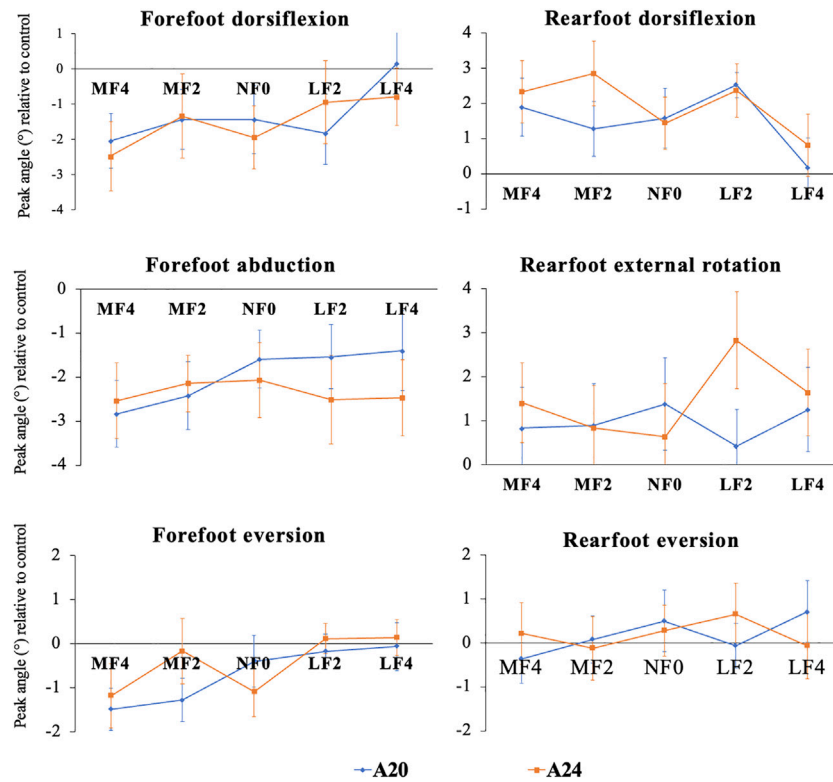 Forefoot dorsiflexion
Peak angle (°) relative to control
1
0
-1
-2
-3
-4
MF4 MF2 NF0 LF2 LF4
Rearfoot dorsiflexion
4
3
2
1
0
-1
MF4 MF2 NF0 LF2 LF4
Forefoot abduction
Peak angle (°) relative to control
0
-1
-2
-3
-4
MF4 MF2 NF0 LF2 LF4
Rearfoot external rotation
4
3
2
1
0
MF4 MF2 NF0 LF2 LF4
Forefoot eversion
Peak angle (°) relative to control
2
1
0
-1
-2
MF4 MF2 NF0 LF2 LF4
Rearfoot eversion
2
1
0
-1
-2
MF4 MF2 NF0 LF2 LF4
A20 A24